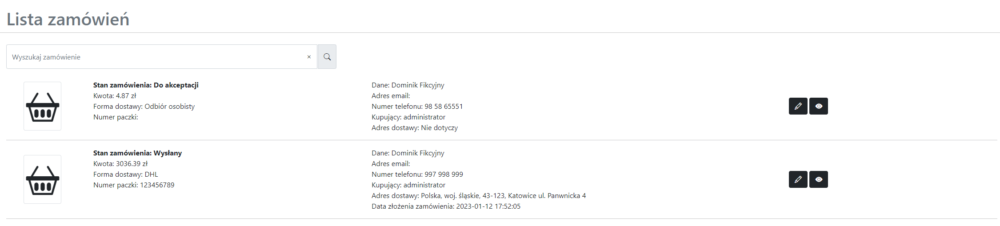 Lista zamówień
Wyszukaj zamówienie
Stan zamówienia: Do akceptacji
Kwota: 4.87 zł
Forma dostawy: Odbiór osobisty
Numer paczki:
Dane: Dominik Fikcyjny
Adres email:
Numer telefonu: 98 58 65551
Kupujący: administrator
Adres dostawy: Nie dotyczy
Stan zamówienia: Wysłany
Kwota: 3036.39 zł
Forma dostawy: DHL
Numer paczki: 123456789
Dane: Dominik Fikcyjny
Adres email:
Numer telefonu: 997 998 999
Kupujący: administrator
Adres dostawy: Polska, woj. śląskie, 43-123, Katowice ul. Panwnicka 4
Data złożenia zamówienia: 2023-01-12 17:52:05